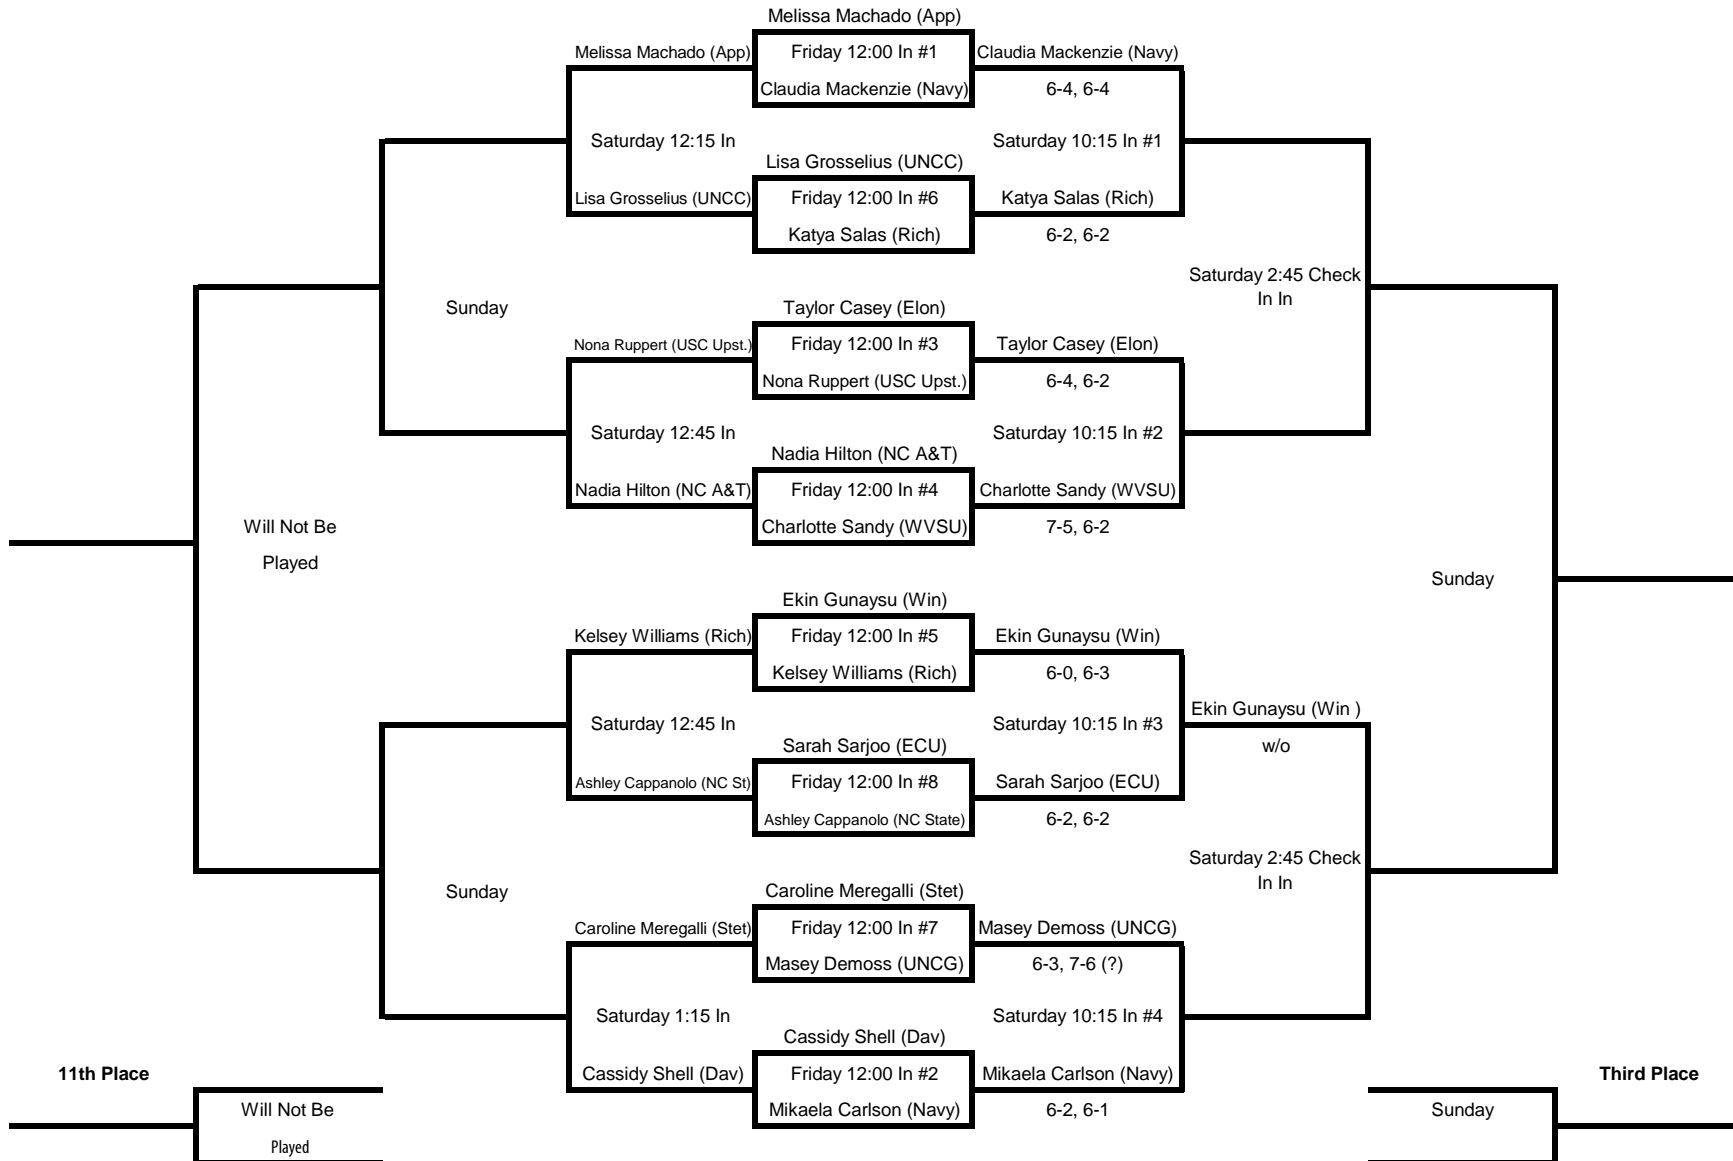 Melissa Machado (App)
Melissa Machado (App)
Friday 12:00 In #1
Claudia Mackenzie (Navy)
Claudia Mackenzie (Navy)
6-4, 6-4
Saturday 12:15 In
Saturday 10:15 In #1
Lisa Grosselius (UNCC)
Lisa Grosselius (UNCC)
Friday 12:00 In #6
Katya Salas (Rich)
Katya Salas (Rich)
6-2, 6-2
Saturday 2:45 Check
In In
Sunday
Taylor Casey (Elon)
Nona Ruppert (USC Upst.)
Friday 12:00 In #3
Taylor Casey (Elon)
Nona Ruppert (USC Upst.)
6-4, 6-2
Saturday 12:45 In
Saturday 10:15 In #2
Nadia Hilton (NC A&T)
Nadia Hilton (NC A&T)
Friday 12:00 In #4
Charlotte Sandy (WVSU)
Charlotte Sandy (WVSU)
7-5, 6-2
Will Not Be
Played
Sunday
Ekin Gunaysu (Win)
Kelsey Williams (Rich)
Friday 12:00 In #5
Ekin Gunaysu (Win)
Kelsey Williams (Rich)
6-0, 6-3
Saturday 12:45 In
Saturday 10:15 In #3
Ekin Gunaysu (Win )
w/o
Sarah Sarjoo (ECU)
Ashley Cappanolo (NC St)
Friday 12:00 In #8
Sarah Sarjoo (ECU)
Ashley Cappanolo (NC State)
6-2, 6-2
Saturday 2:45 Check
In In
Sunday
Caroline Meregalli (Stet)
Caroline Meregalli (Stet)
Friday 12:00 In #7
Masey Demoss (UNCG)
Masey Demoss (UNCG)
6-3, 7-6 (?)
Saturday 1:15 In
Saturday 10:15 In #4
Cassidy Shell (Dav)
11th Place
Cassidy Shell (Dav)
Friday 12:00 In #2
Mikaela Carlson (Navy)
Third Place
Will Not Be
Played
Mikaela Carlson (Navy)
6-2, 6-1
Sunday